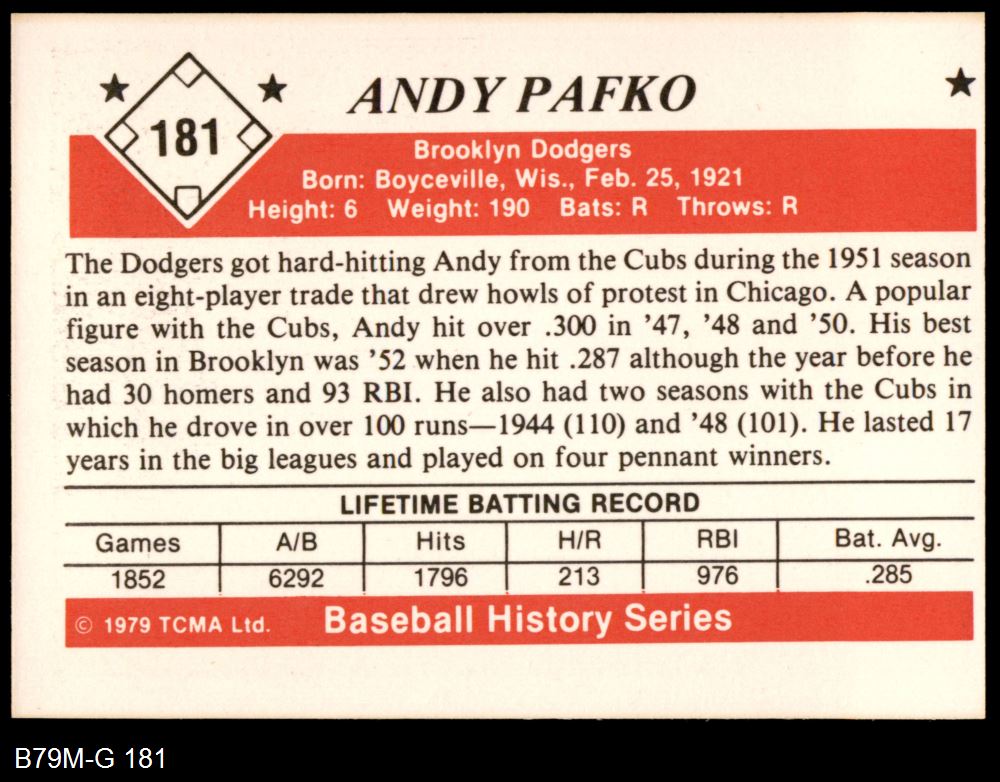 181
ANDY PAFKO
Brooklyn Dodgers
Born: Boyceville, Wis., Feb. 25, 1921
Height: 6 Weight: 190 Bats: R Throws: R
The Dodgers got hard-hitting Andy from the Cubs during the 1951 season
in an eight-player trade that drew howls of protest in Chicago. A popular
figure with the Cubs, Andy hit over .300 in '47, '48 and '50. His best
season in Brooklyn was '52 when he hit .287 although the year before he
had 30 homers and 93 RBI. He also had two seasons with the Cubs in
which he drove in over 100 runs—1944 (110) and '48 (101). He lasted 17
years in the big leagues and played on four pennant winners.
LIFETIME BATTING RECORD
Games A/B Hits H/R RBI Bat. Avg.
1852 6292 1796 213 976 .285
© 1979 TCMA Ltd. Baseball History Series
B79M-G 181